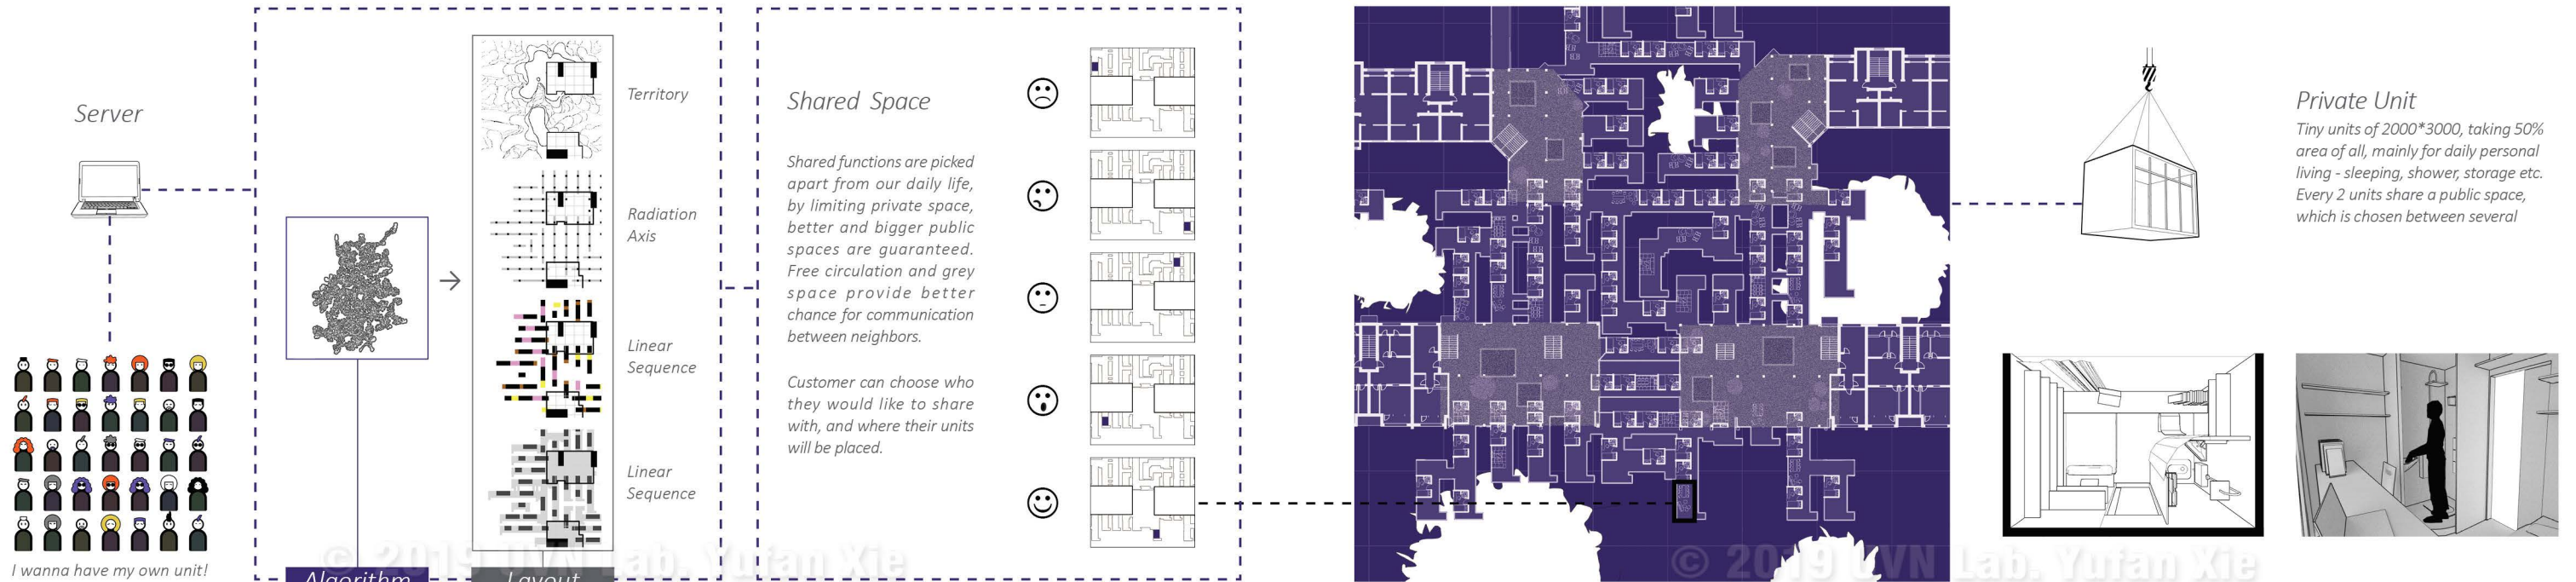 Server
I wanna have my own unit!
Algorithm
Territory
Radiation
Axis
Linear
Sequence
Linear
Sequence
Layout
Shared Space
Shared functions are picked
apart from our daily life,
by limiting private space,
better and bigger public
spaces are guaranteed.
Free circulation and grey
space provide better
chance for communication
between neighbors.
Customer can choose who
they would like to share
with, and where their units
will be placed.
Private Unit
Tiny units of 2000*3000, taking 50%
area of all, mainly for daily personal
living - sleeping, shower, storage etc.
Every 2 units share a public space,
which is chosen between several
© 2019 UVN Lab. Yufan Xie
© 2019 UVN Lab. Yufan Xie